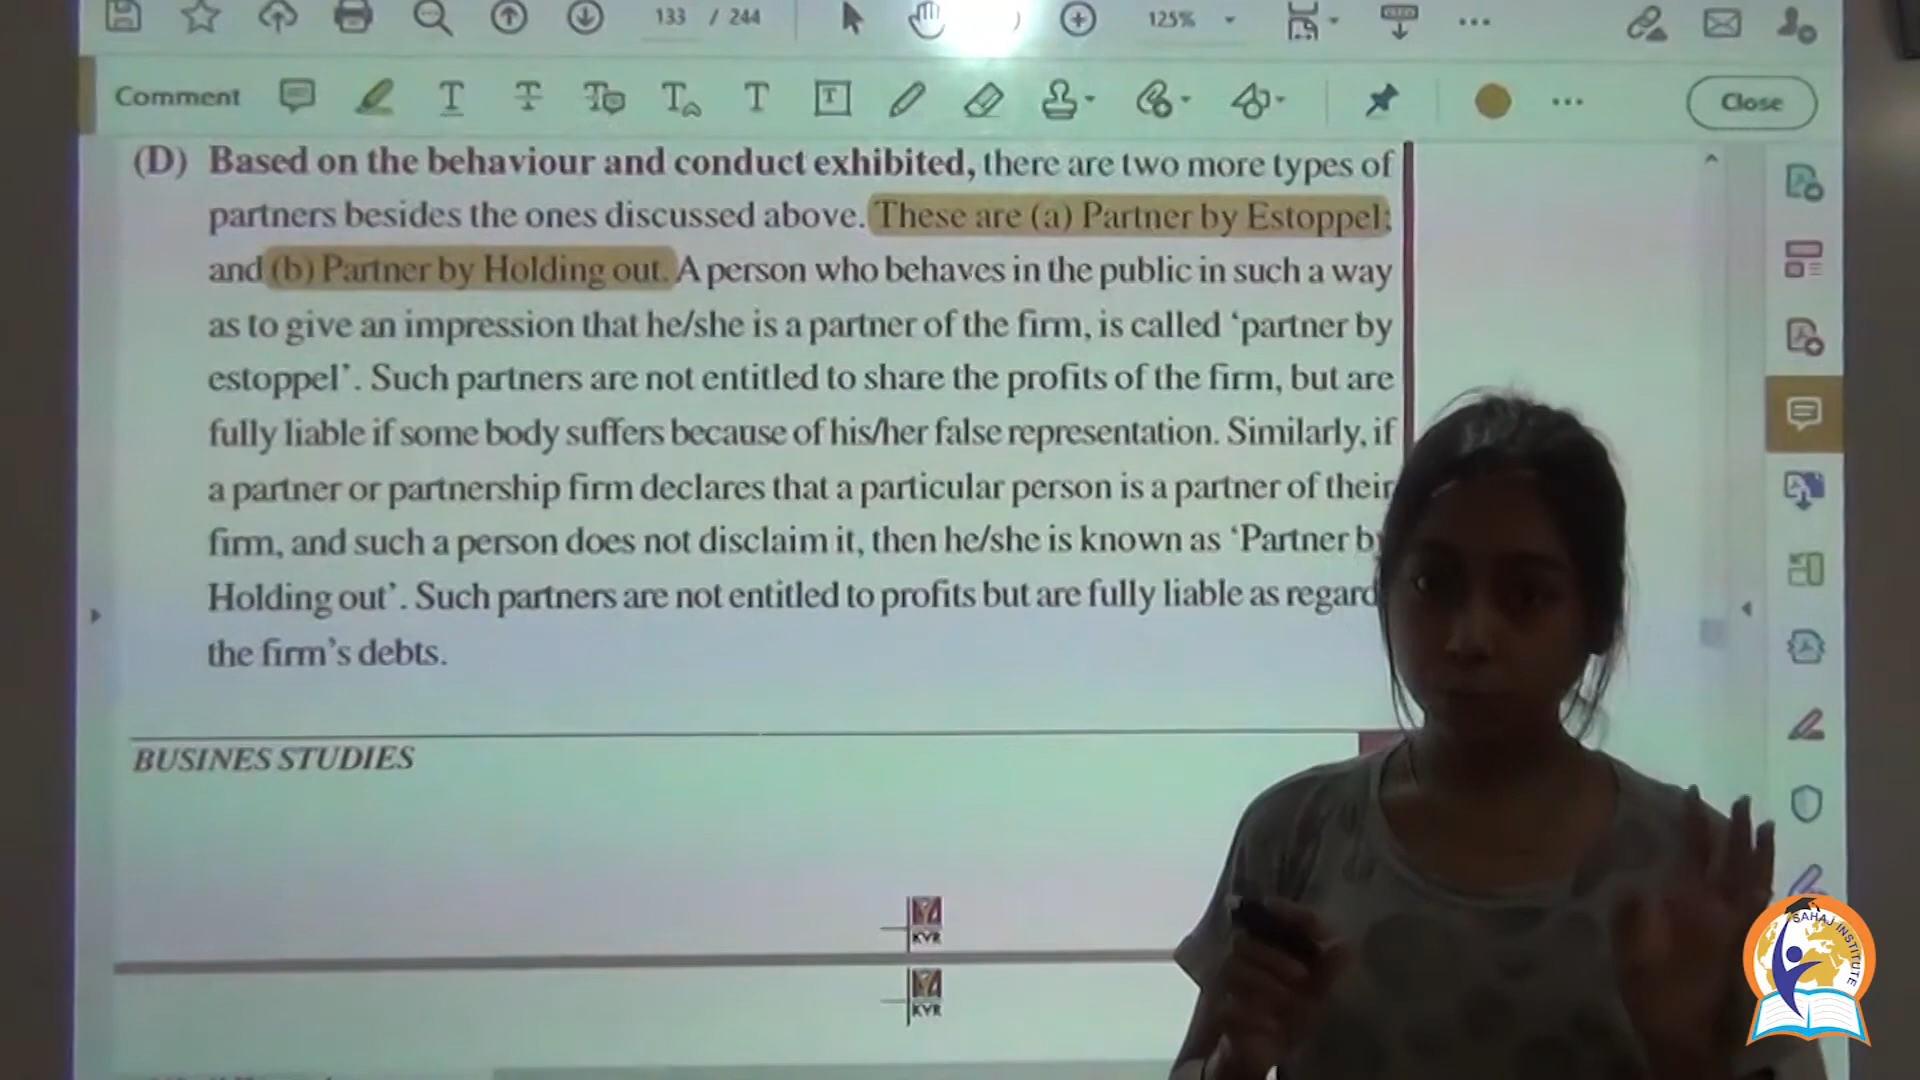 133 / 244
125%
Comment
Close
(D) Based on the behaviour and conduct exhibited, there are two more types of
partners besides the ones discussed above. These are (a) Partner by Estoppel;
and (b) Partner by Holding out. A person who behaves in the public in such a way
as to give an impression that he/she is a partner of the firm, is called ‘partner by
estoppel’. Such partners are not entitled to share the profits of the firm, but are
fully liable if some body suffers because of his/her false representation. Similarly, if
a partner or partnership firm declares that a particular person is a partner of their
firm, and such a person does not disclaim it, then he/she is known as ‘Partner by
Holding out’. Such partners are not entitled to profits but are fully liable as regard
the firm’s debts.
BUSINES STUDIES
KVR
KVR
SAHAJ INSTITUTE